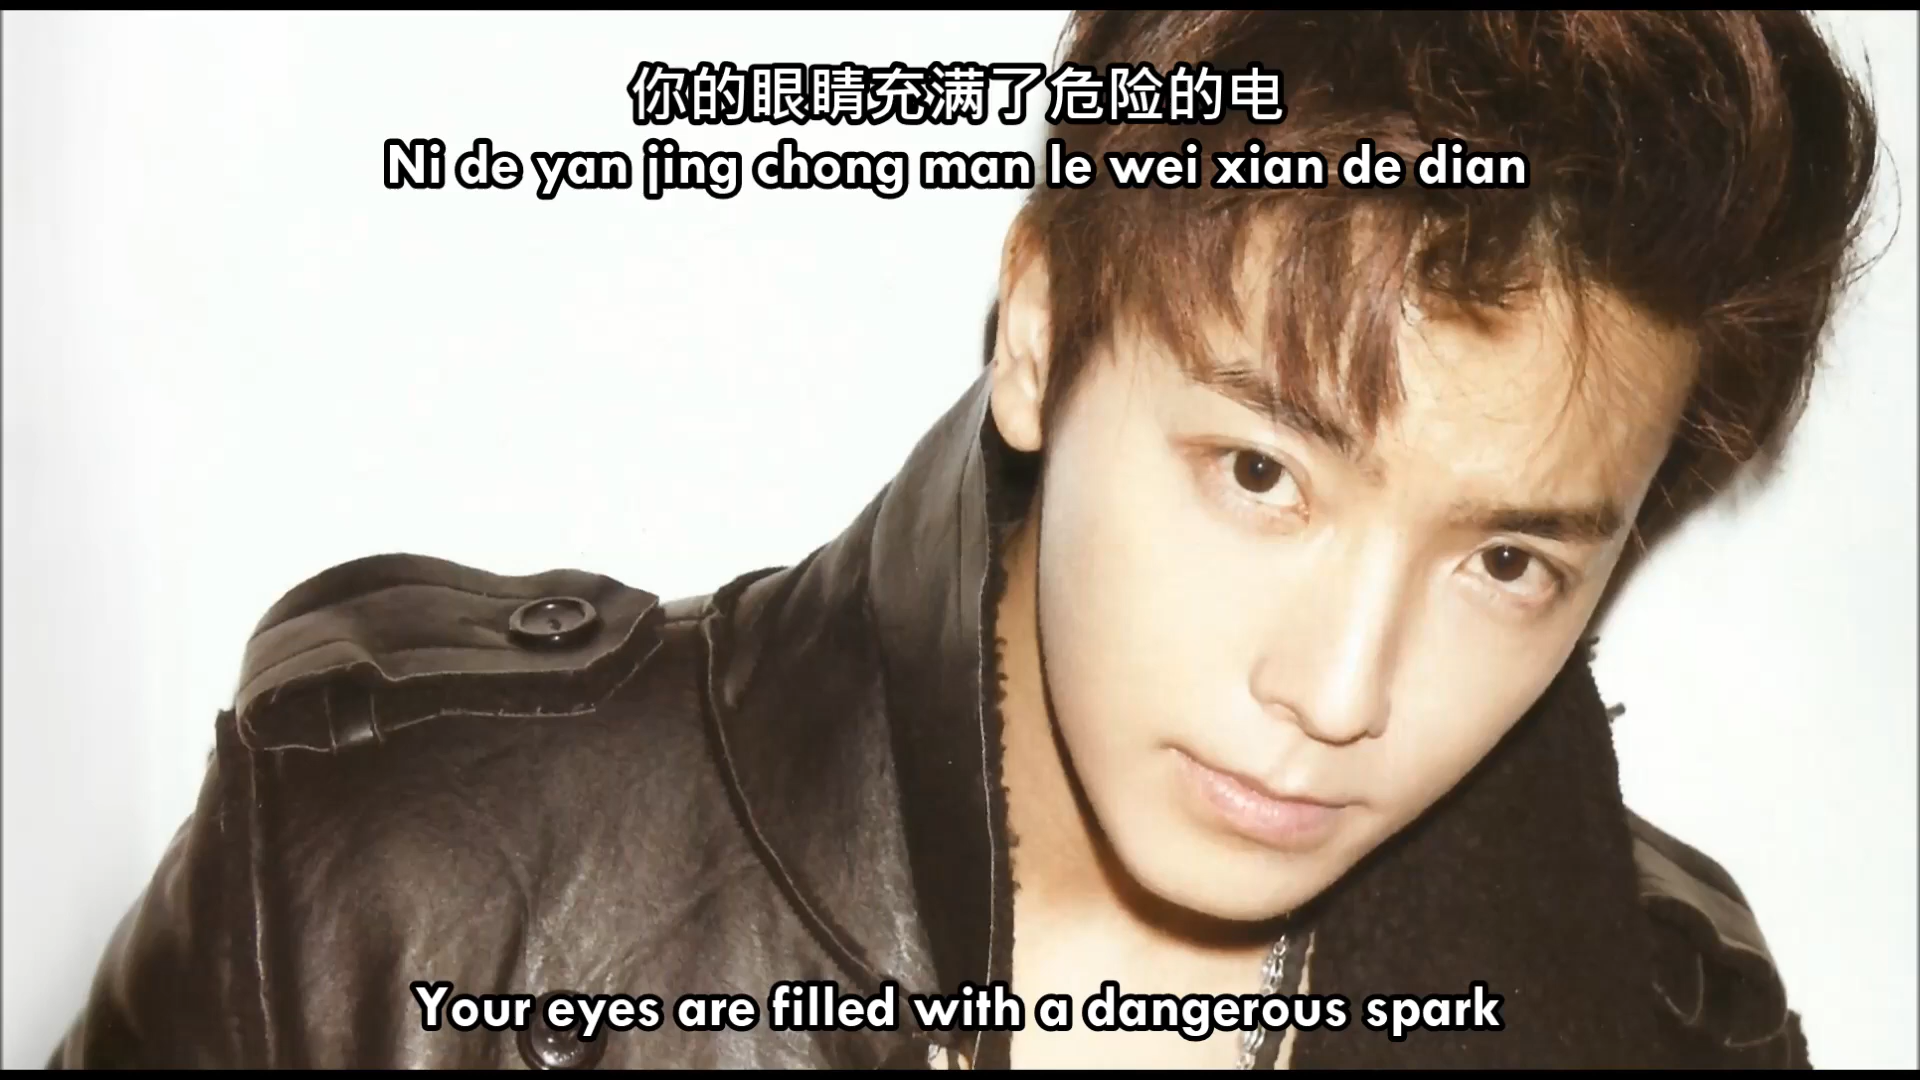 你的眼睛充满了危险的电
Ni de yan jing chong man le wei xian de dian
Your eyes are filled with a dangerous spark